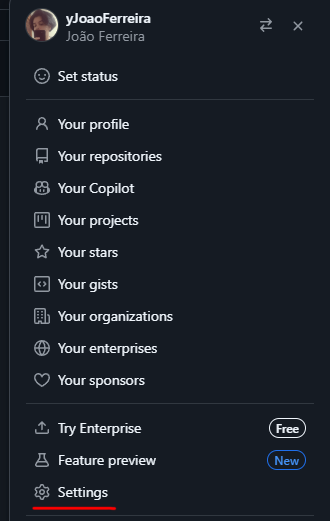 yJoaoFerreira
João Ferreira
Set status
Your profile
Your repositories
Your Copilot
Your projects
Your stars
Your gists
Your organizations
Your enterprises
Your sponsors
Try Enterprise Free
Feature preview New
Settings